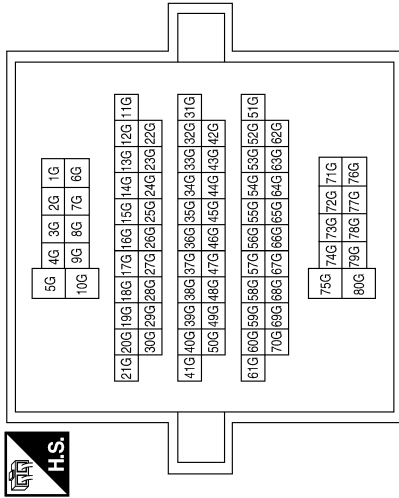 5G 4G 3G 2G 1G
10G 9G 8G 7G 6G
21G 20G 19G 18G 17G 16G 15G 14G 13G 12G 11G
30G 29G 28G 27G 26G 25G 24G 23G 22G
41G 40G 39G 38G 37G 36G 35G 34G 33G 32G 31G
50G 49G 48G 47G 46G 45G 44G 43G 42G
61G 60G 59G 58G 57G 56G 55G 54G 53G 52G 51G
70G 69G 68G 67G 66G 65G 64G 63G 62G
75G 74G 73G 72G 71G
80G 79G 78G 77G 76G
H.S.